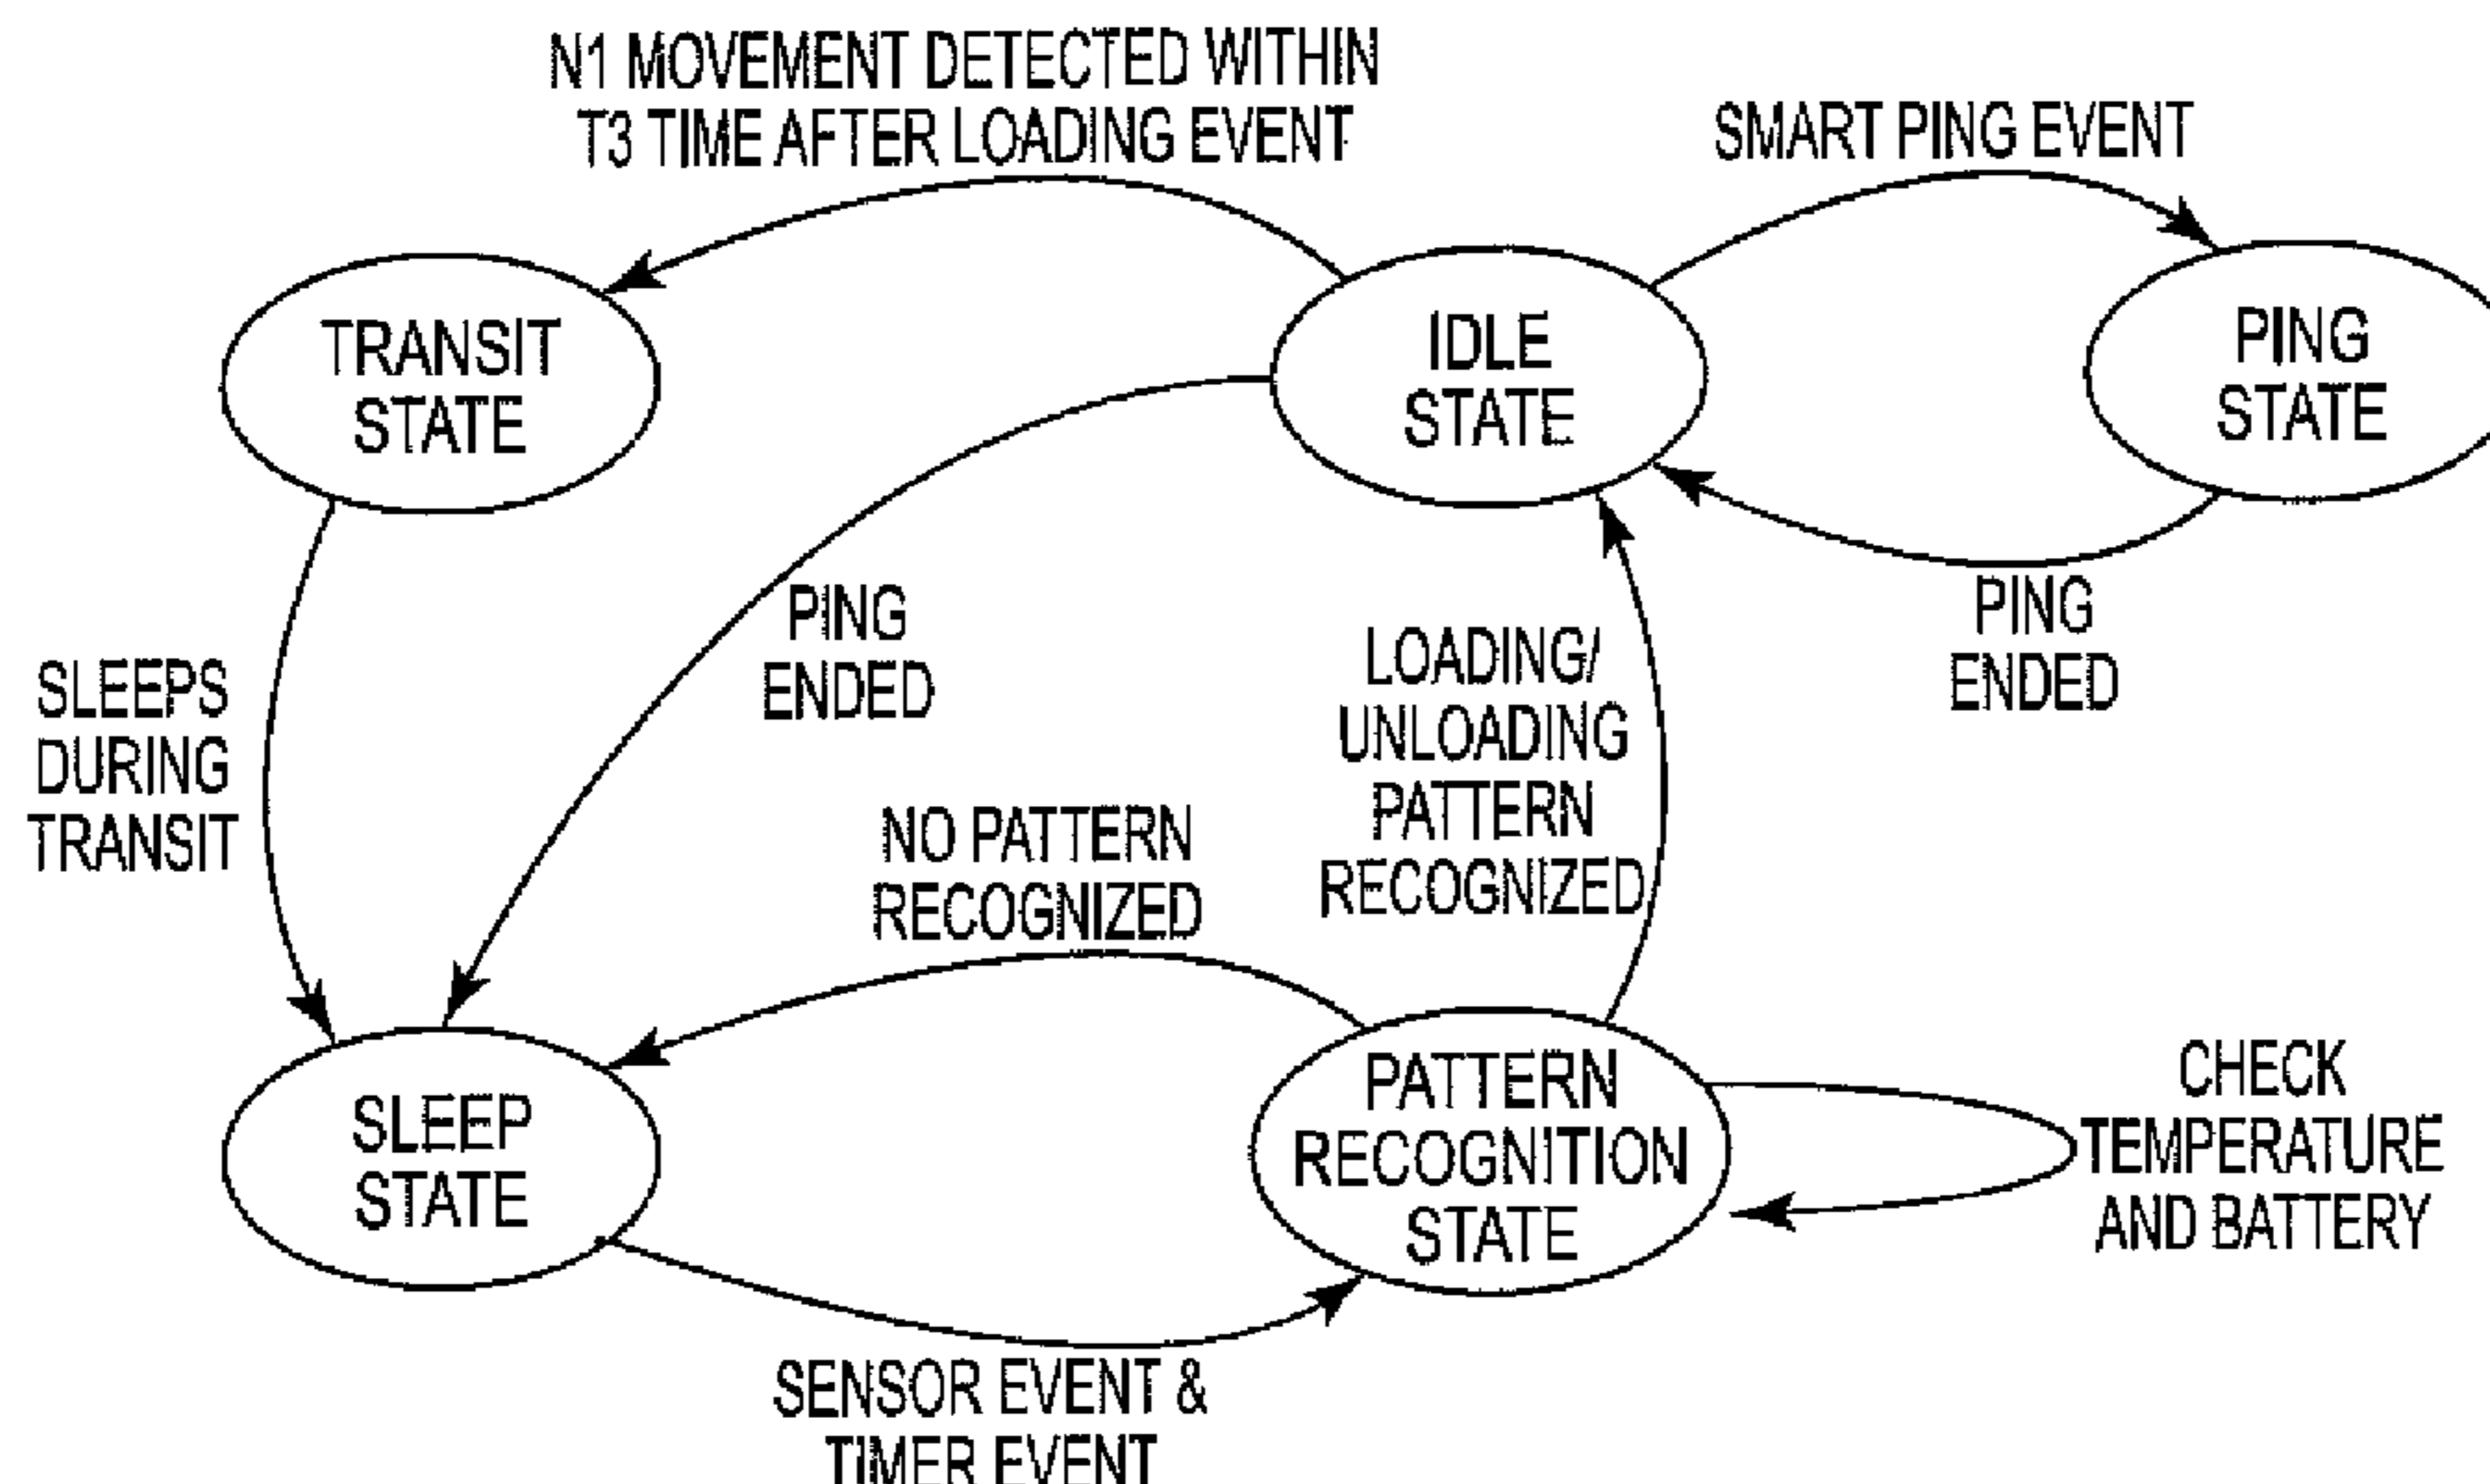 N1 MOVEMENT DETECTED WITHIN
T3 TIME AFTER LOADING EVENT
SMART PING EVENT
TRANSIT
STATE
IDLE
STATE
PING
STATE
PING
ENDED
PING
ENDED
SLEEPS
DURING
TRANSIT
LOADING/
UNLOADING
PATTERN
RECOGNIZED
NO PATTERN
RECOGNIZED
SLEEP
STATE
PATTERN
RECOGNITION
STATE
CHECK
TEMPERATURE
AND BATTERY
SENSOR EVENT &
TIMER EVENT